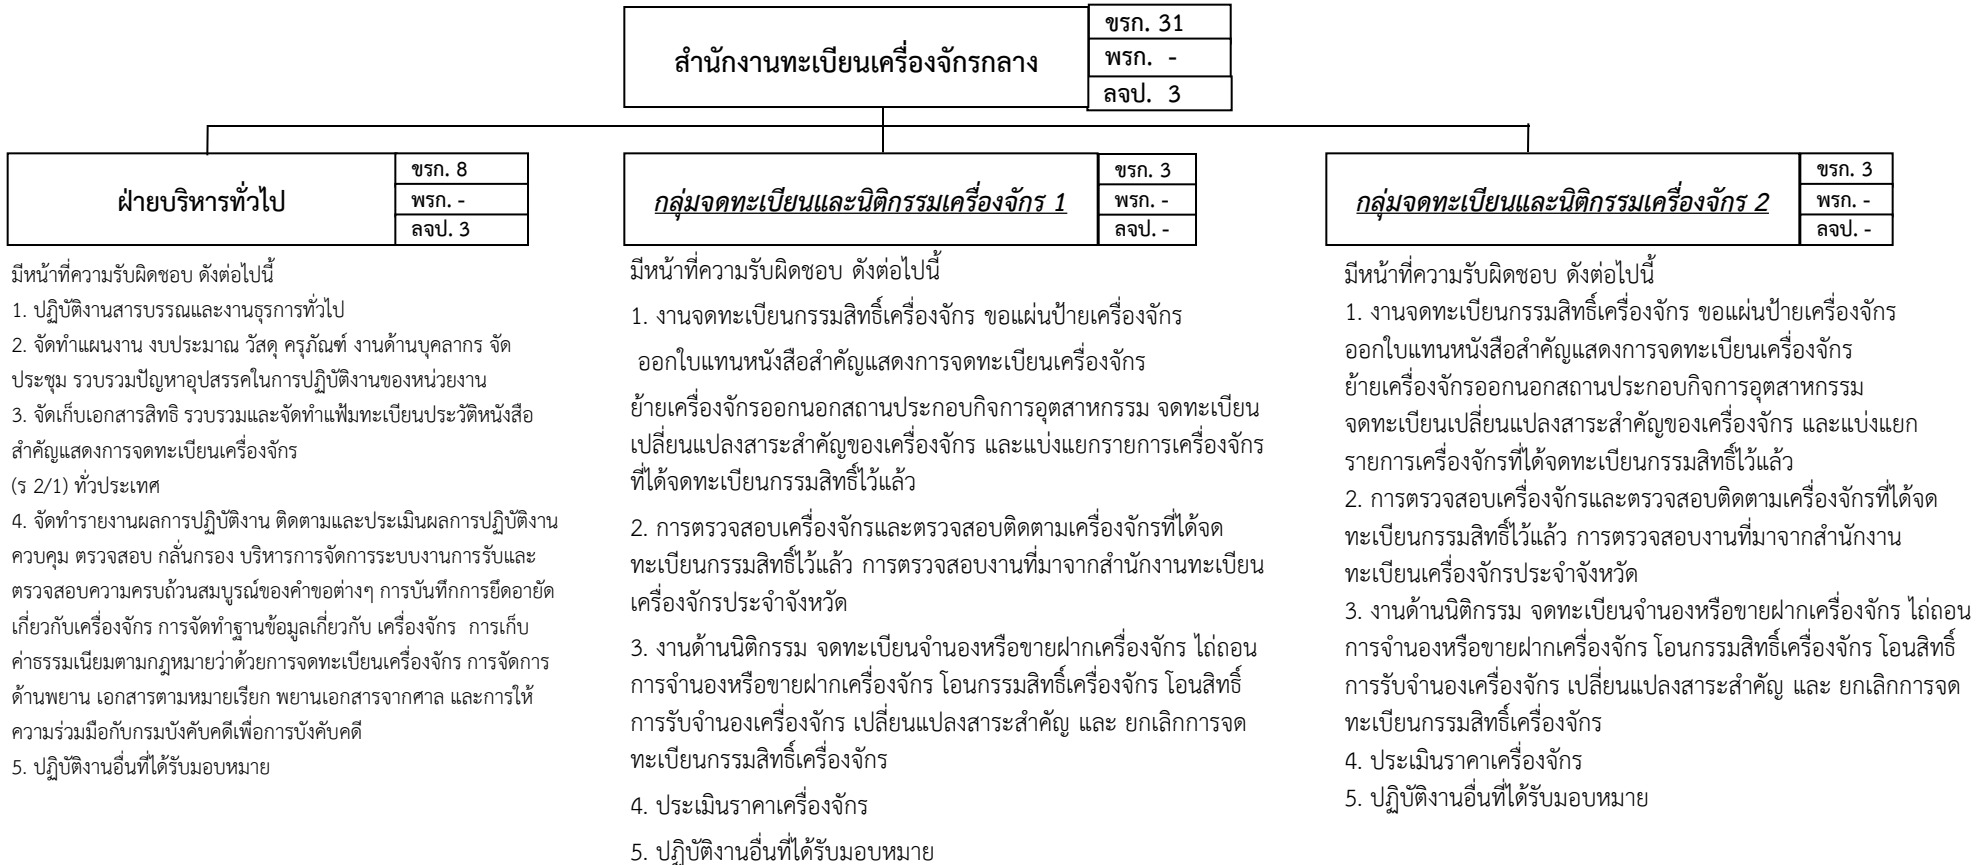 สำนักงานทะเบียนเครื่องจักรกลาง
ขรก. 31
พรก. -
ลจป. 3
ฝ่ายบริหารทั่วไป
ขรก. 8
พรก. -
ลจป. 3
มีหน้าที่ความรับผิดชอบ ดังต่อไปนี้
1. ปฏิบัติงานสารบรรณและงานธุรการทั่วไป
2. จัดทำแผนงาน งบประมาณ วัสดุ ครุภัณฑ์ งานด้านบุคลากร จัด
ประชุม รวบรวมปัญหาอุปสรรคในการปฏิบัติงานของหน่วยงาน
3. จัดเก็บเอกสารสิทธิ รวบรวมและจัดทำแฟ้มทะเบียนประวัติหนังสือ
สำคัญแสดงการจดทะเบียนเครื่องจักร
(ร 2/1) ทั่วประเทศ
4. จัดทำรายงานผลการปฏิบัติงาน ติดตามและประเมินผลการปฏิบัติงาน
ควบคุม ตรวจสอบ กลั่นกรอง บริหารการจัดการระบบงานการรับและ
ตรวจสอบความครบถ้วนสมบูรณ์ของคำขอต่างๆ การบันทึกการยึดอายัด
เกี่ยวกับเครื่องจักร การจัดทำฐานข้อมูลเกี่ยวกับ เครื่องจักร การเก็บ
ค่าธรรมเนียมตามกฎหมายว่าด้วยการจดทะเบียนเครื่องจักร การจัดการ
ด้านพยาน เอกสารตามหมายเรียก พยานเอกสารจากศาล และการให้
ความร่วมมือกับกรมบังคับคดีเพื่อการบังคับคดี
5. ปฏิบัติงานอื่นที่ได้รับมอบหมาย
กลุ่มจดทะเบียนและนิติกรรมเครื่องจักร 1
ขรก. 3
พรก. -
ลจป. -
มีหน้าที่ความรับผิดชอบ ดังต่อไปนี้
1. งานจดทะเบียนกรรมสิทธิ์เครื่องจักร ขอแผ่นป้ายเครื่องจักร
ออกใบแทนหนังสือสำคัญแสดงการจดทะเบียนเครื่องจักร
ย้ายเครื่องจักรออกนอกสถานประกอบกิจการอุตสาหกรรม จดทะเบียน
เปลี่ยนแปลงสาระสำคัญของเครื่องจักร และแบ่งแยกรายการเครื่องจักร
ที่ได้จดทะเบียนกรรมสิทธิ์ไว้แล้ว
2. การตรวจสอบเครื่องจักรและตรวจสอบติดตามเครื่องจักรที่ได้จด
ทะเบียนกรรมสิทธิ์ไว้แล้ว การตรวจสอบงานที่มาจากสำนักงานทะเบียน
เครื่องจักรประจำจังหวัด
3. งานด้านนิติกรรม จดทะเบียนจำนองหรือขายฝากเครื่องจักร ไถ่ถอน
การจำนองหรือขายฝากเครื่องจักร โอนกรรมสิทธิ์เครื่องจักร โอนสิทธิ์
การรับจำนองเครื่องจักร เปลี่ยนแปลงสาระสำคัญ และ ยกเลิกการจด
ทะเบียนกรรมสิทธิ์เครื่องจักร
4. ประเมินราคาเครื่องจักร
5. ปฏิบัติงานอื่นที่ได้รับมอบหมาย
กลุ่มจดทะเบียนและนิติกรรมเครื่องจักร 2
ขรก. 3
พรก. -
ลจป. -
มีหน้าที่ความรับผิดชอบ ดังต่อไปนี้
1. งานจดทะเบียนกรรมสิทธิ์เครื่องจักร ขอแผ่นป้ายเครื่องจักร
ออกใบแทนหนังสือสำคัญแสดงการจดทะเบียนเครื่องจักร
ย้ายเครื่องจักรออกนอกสถานประกอบกิจการอุตสาหกรรม
จดทะเบียนเปลี่ยนแปลงสาระสำคัญของเครื่องจักร และแบ่งแยก
รายการเครื่องจักรที่ได้จดทะเบียนกรรมสิทธิ์ไว้แล้ว
2. การตรวจสอบเครื่องจักรและตรวจสอบติดตามเครื่องจักรที่ได้จด
ทะเบียนกรรมสิทธิ์ไว้แล้ว การตรวจสอบงานที่มาจากสำนักงาน
ทะเบียนเครื่องจักรประจำจังหวัด
3. งานด้านนิติกรรม จดทะเบียนจำนองหรือขายฝากเครื่องจักร ไถ่ถอน
การจำนองหรือขายฝากเครื่องจักร โอนกรรมสิทธิ์เครื่องจักร โอนสิทธิ์
การรับจำนองเครื่องจักร เปลี่ยนแปลงสาระสำคัญ และ ยกเลิกการจด
ทะเบียนกรรมสิทธิ์เครื่องจักร
4. ประเมินราคาเครื่องจักร
5. ปฏิบัติงานอื่นที่ได้รับมอบหมาย